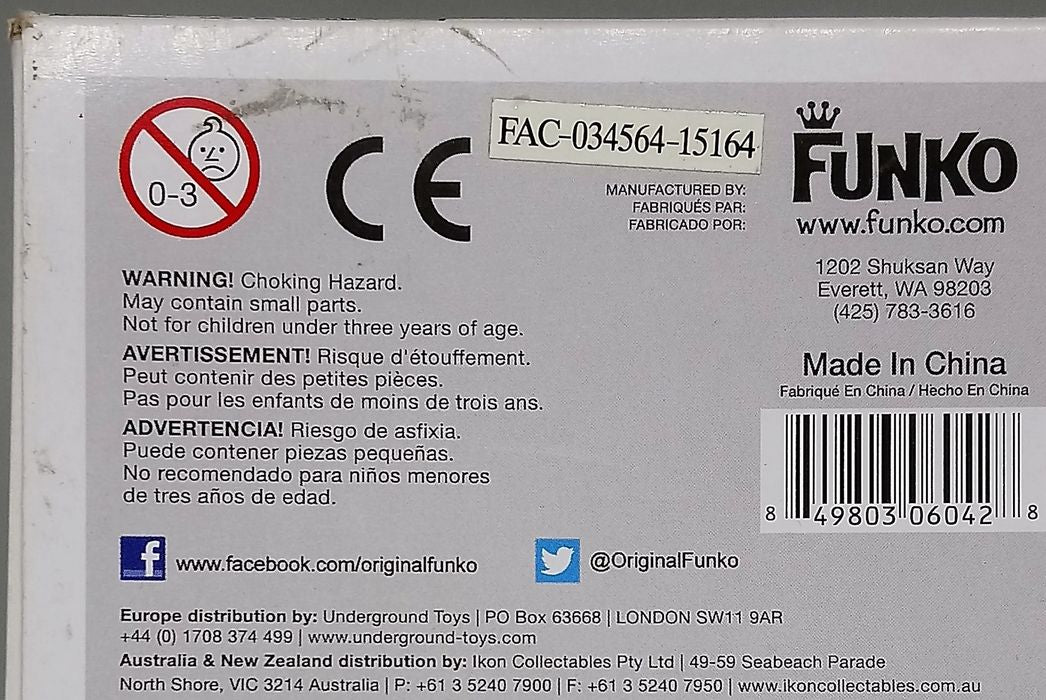 0-3
CE
FAC-034564-15164
MANUFACTURED BY:
FABRIQUÉS PAR:
FABRICADO POR:
FUNKO
www.funko.com
1202 Shuksan Way
Everett, WA 98203
(425) 783-3616
Made In China
Fabriqué En China / Hecho En China
8 49803 06042 8
WARNING! Choking Hazard.
May contain small parts.
Not for children under three years of age.
AVERTISSEMENT! Risque d'étouffement.
Peut contenir des petites pièces.
Pas pour les enfants de moins de trois ans.
ADVERTENCIA! Riesgo de asfixia.
Puede contener piezas pequeñas.
No recomendado para niños menores
de tres años de edad.
f www.facebook.com/originalfunko
@OriginalFunko
Europe distribution by: Underground Toys | PO Box 63668 | LONDON SW11 9AR
+44 (0) 1708 374 499 | www.underground-toys.com
Australia & New Zealand distribution by: Ikon Collectables Pty Ltd | 49-59 Seabeach Parade
North Shore, VIC 3214 Australia | P: +61 3 5240 7900 | F: +61 3 5240 7950 | www.ikoncollectables.com.au